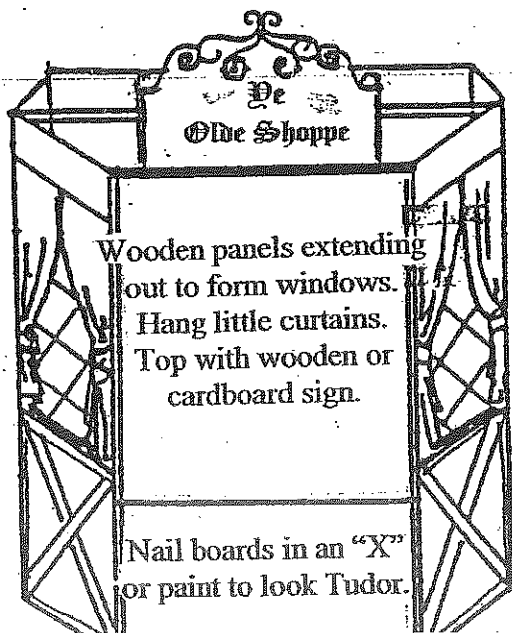 Ye
Olde Shoppe
Wooden panels extending
out to form windows.
Hang little curtains.
Top with wooden or
cardboard sign.
Nail boards in an “X”
or paint to look Tudor.